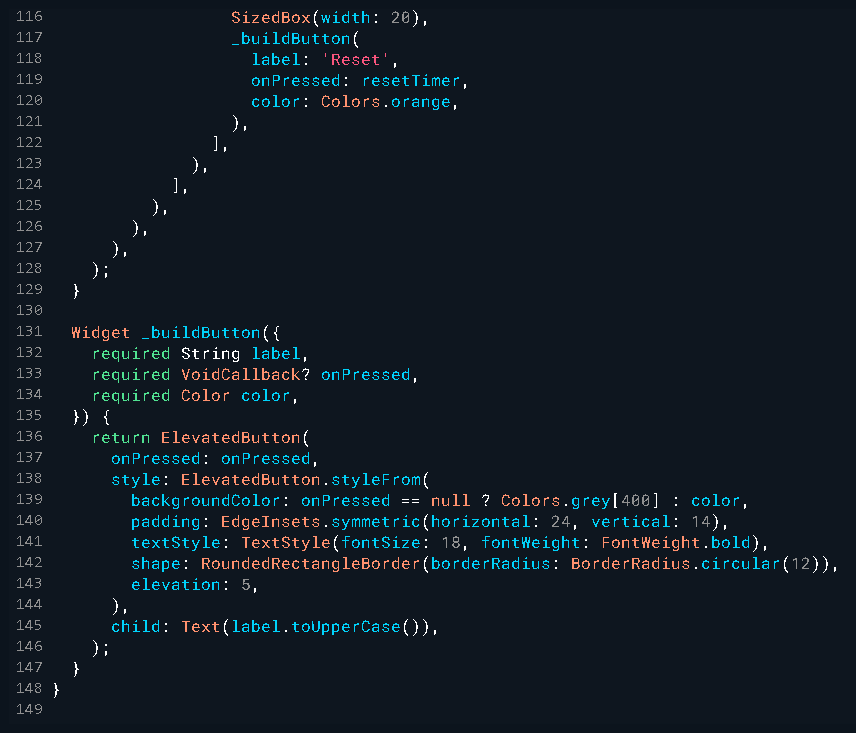 116                   SizedBox(width: 20),
117                   _buildButton(
118                     label: 'Reset',
119                     onPressed: resetTimer,
120                     color: Colors.orange,
121                   ),
122                 ],
123               ),
124             ],
125           ),
126         ),
127       ),
128     );
129   }
130
131   Widget _buildButton({
132     required String label,
133     required VoidCallback? onPressed,
134     required Color color,
135   }) {
136     return ElevatedButton(
137       onPressed: onPressed,
138       style: ElevatedButton.styleFrom(
139         backgroundColor: onPressed == null ? Colors.grey[400] : color,
140         padding: EdgeInsets.symmetric(horizontal: 24, vertical: 14),
141         textStyle: TextStyle(fontSize: 18, fontWeight: FontWeight.bold),
142         shape: RoundedRectangleBorder(borderRadius: BorderRadius.circular(12)),
143         elevation: 5,
144       ),
145       child: Text(label.toUpperCase()),
146     );
147   }
148 }
149